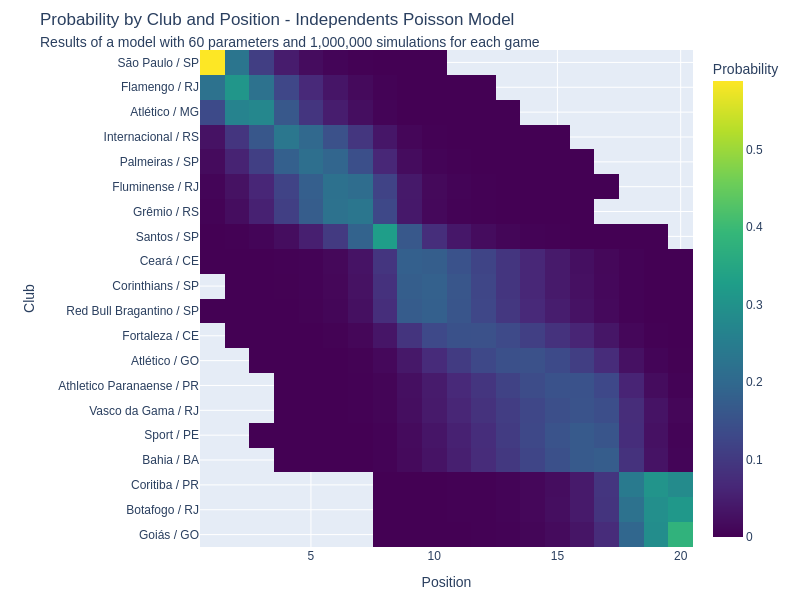 Probability by Club and Position - Independents Poisson Model
Results of a model with 60 parameters and 1,000,000 simulations for each game
Probability
São Paulo / SP
Flamengo / RJ
Atlético / MG
Internacional / RS
Palmeiras / SP
Fluminense / RJ
Grêmio / RS
Santos / SP
Ceará / CE
Corinthians / SP
Red Bull Bragantino / SP
Fortaleza / CE
Atlético / GO
Athletico Paranaense / PR
Vasco da Gama / RJ
Sport / PE
Bahia / BA
Coritiba / PR
Botafogo / RJ
Goiás / GO
Club
5
10
15
20
Position
0.5
0.4
0.3
0.2
0.1
0